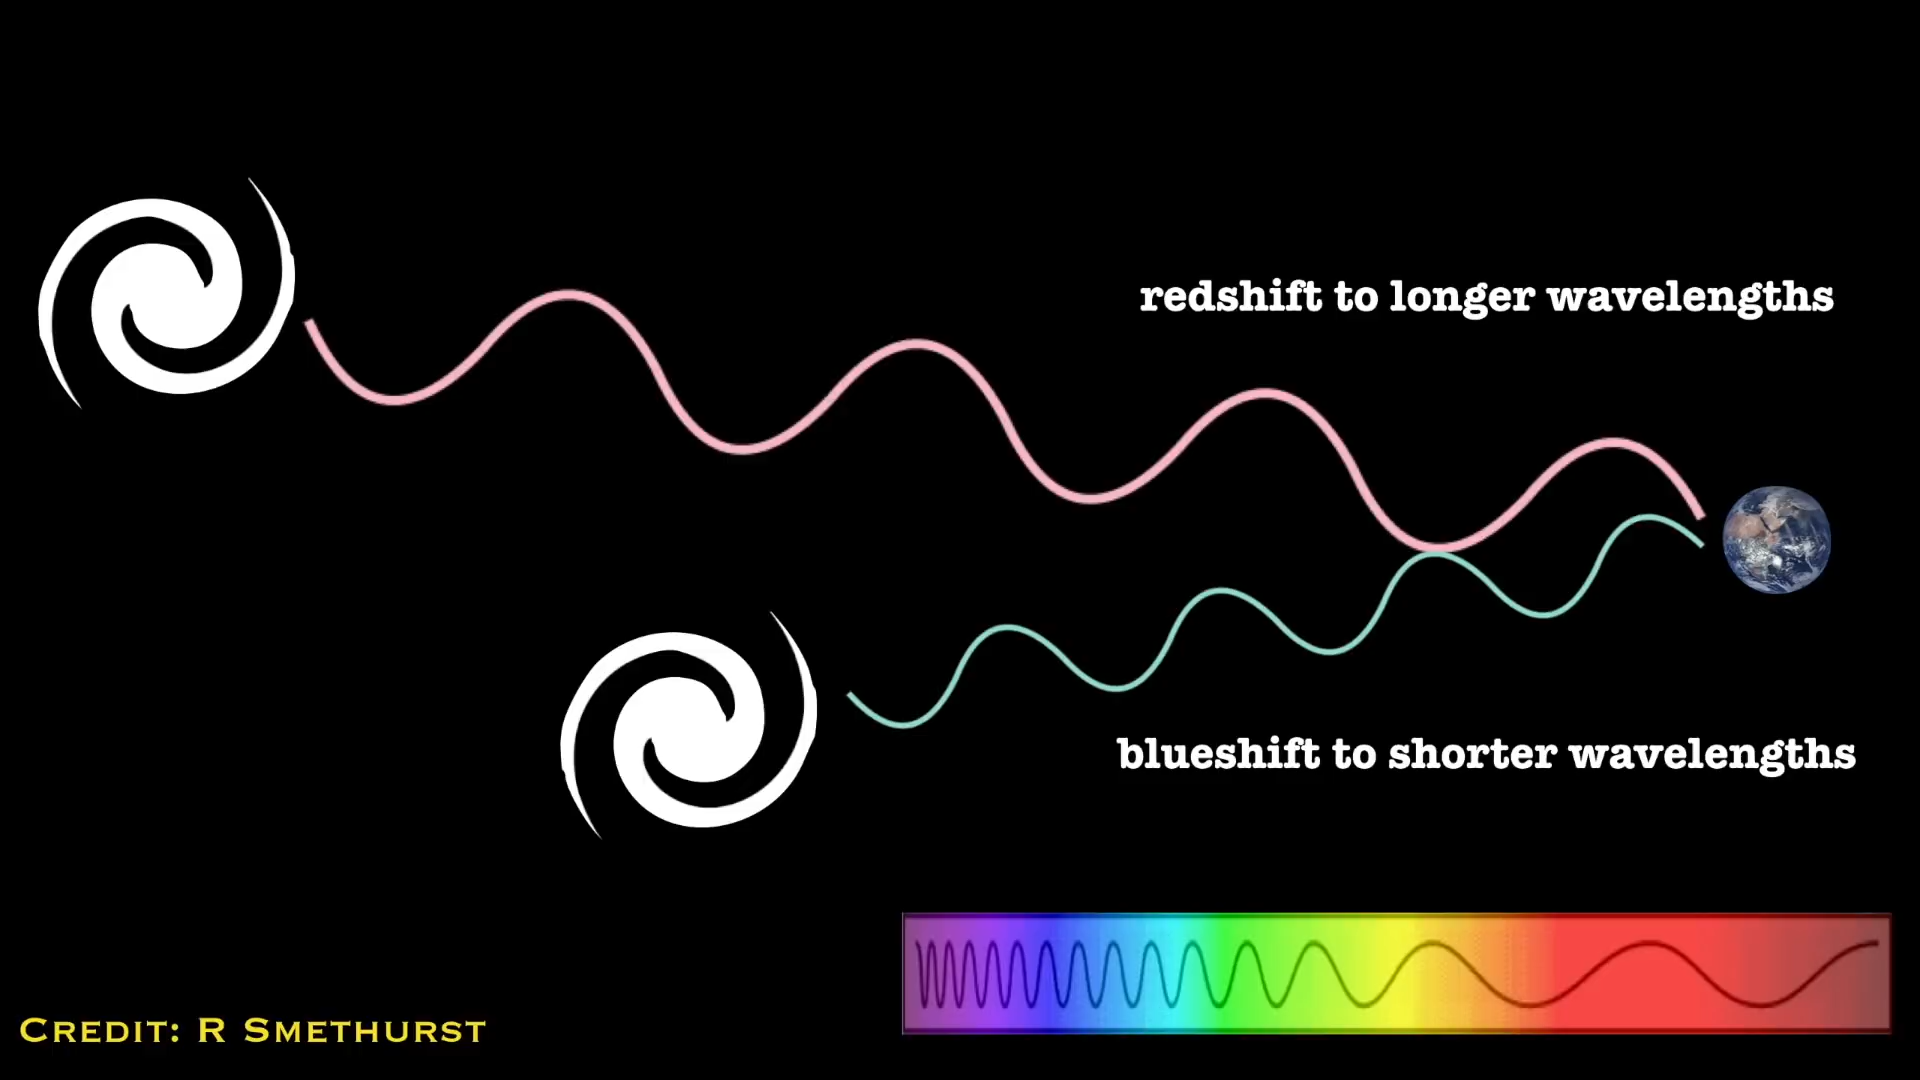 redshift to longer wavelengths
blueshift to shorter wavelengths
Credit: R Smethurst